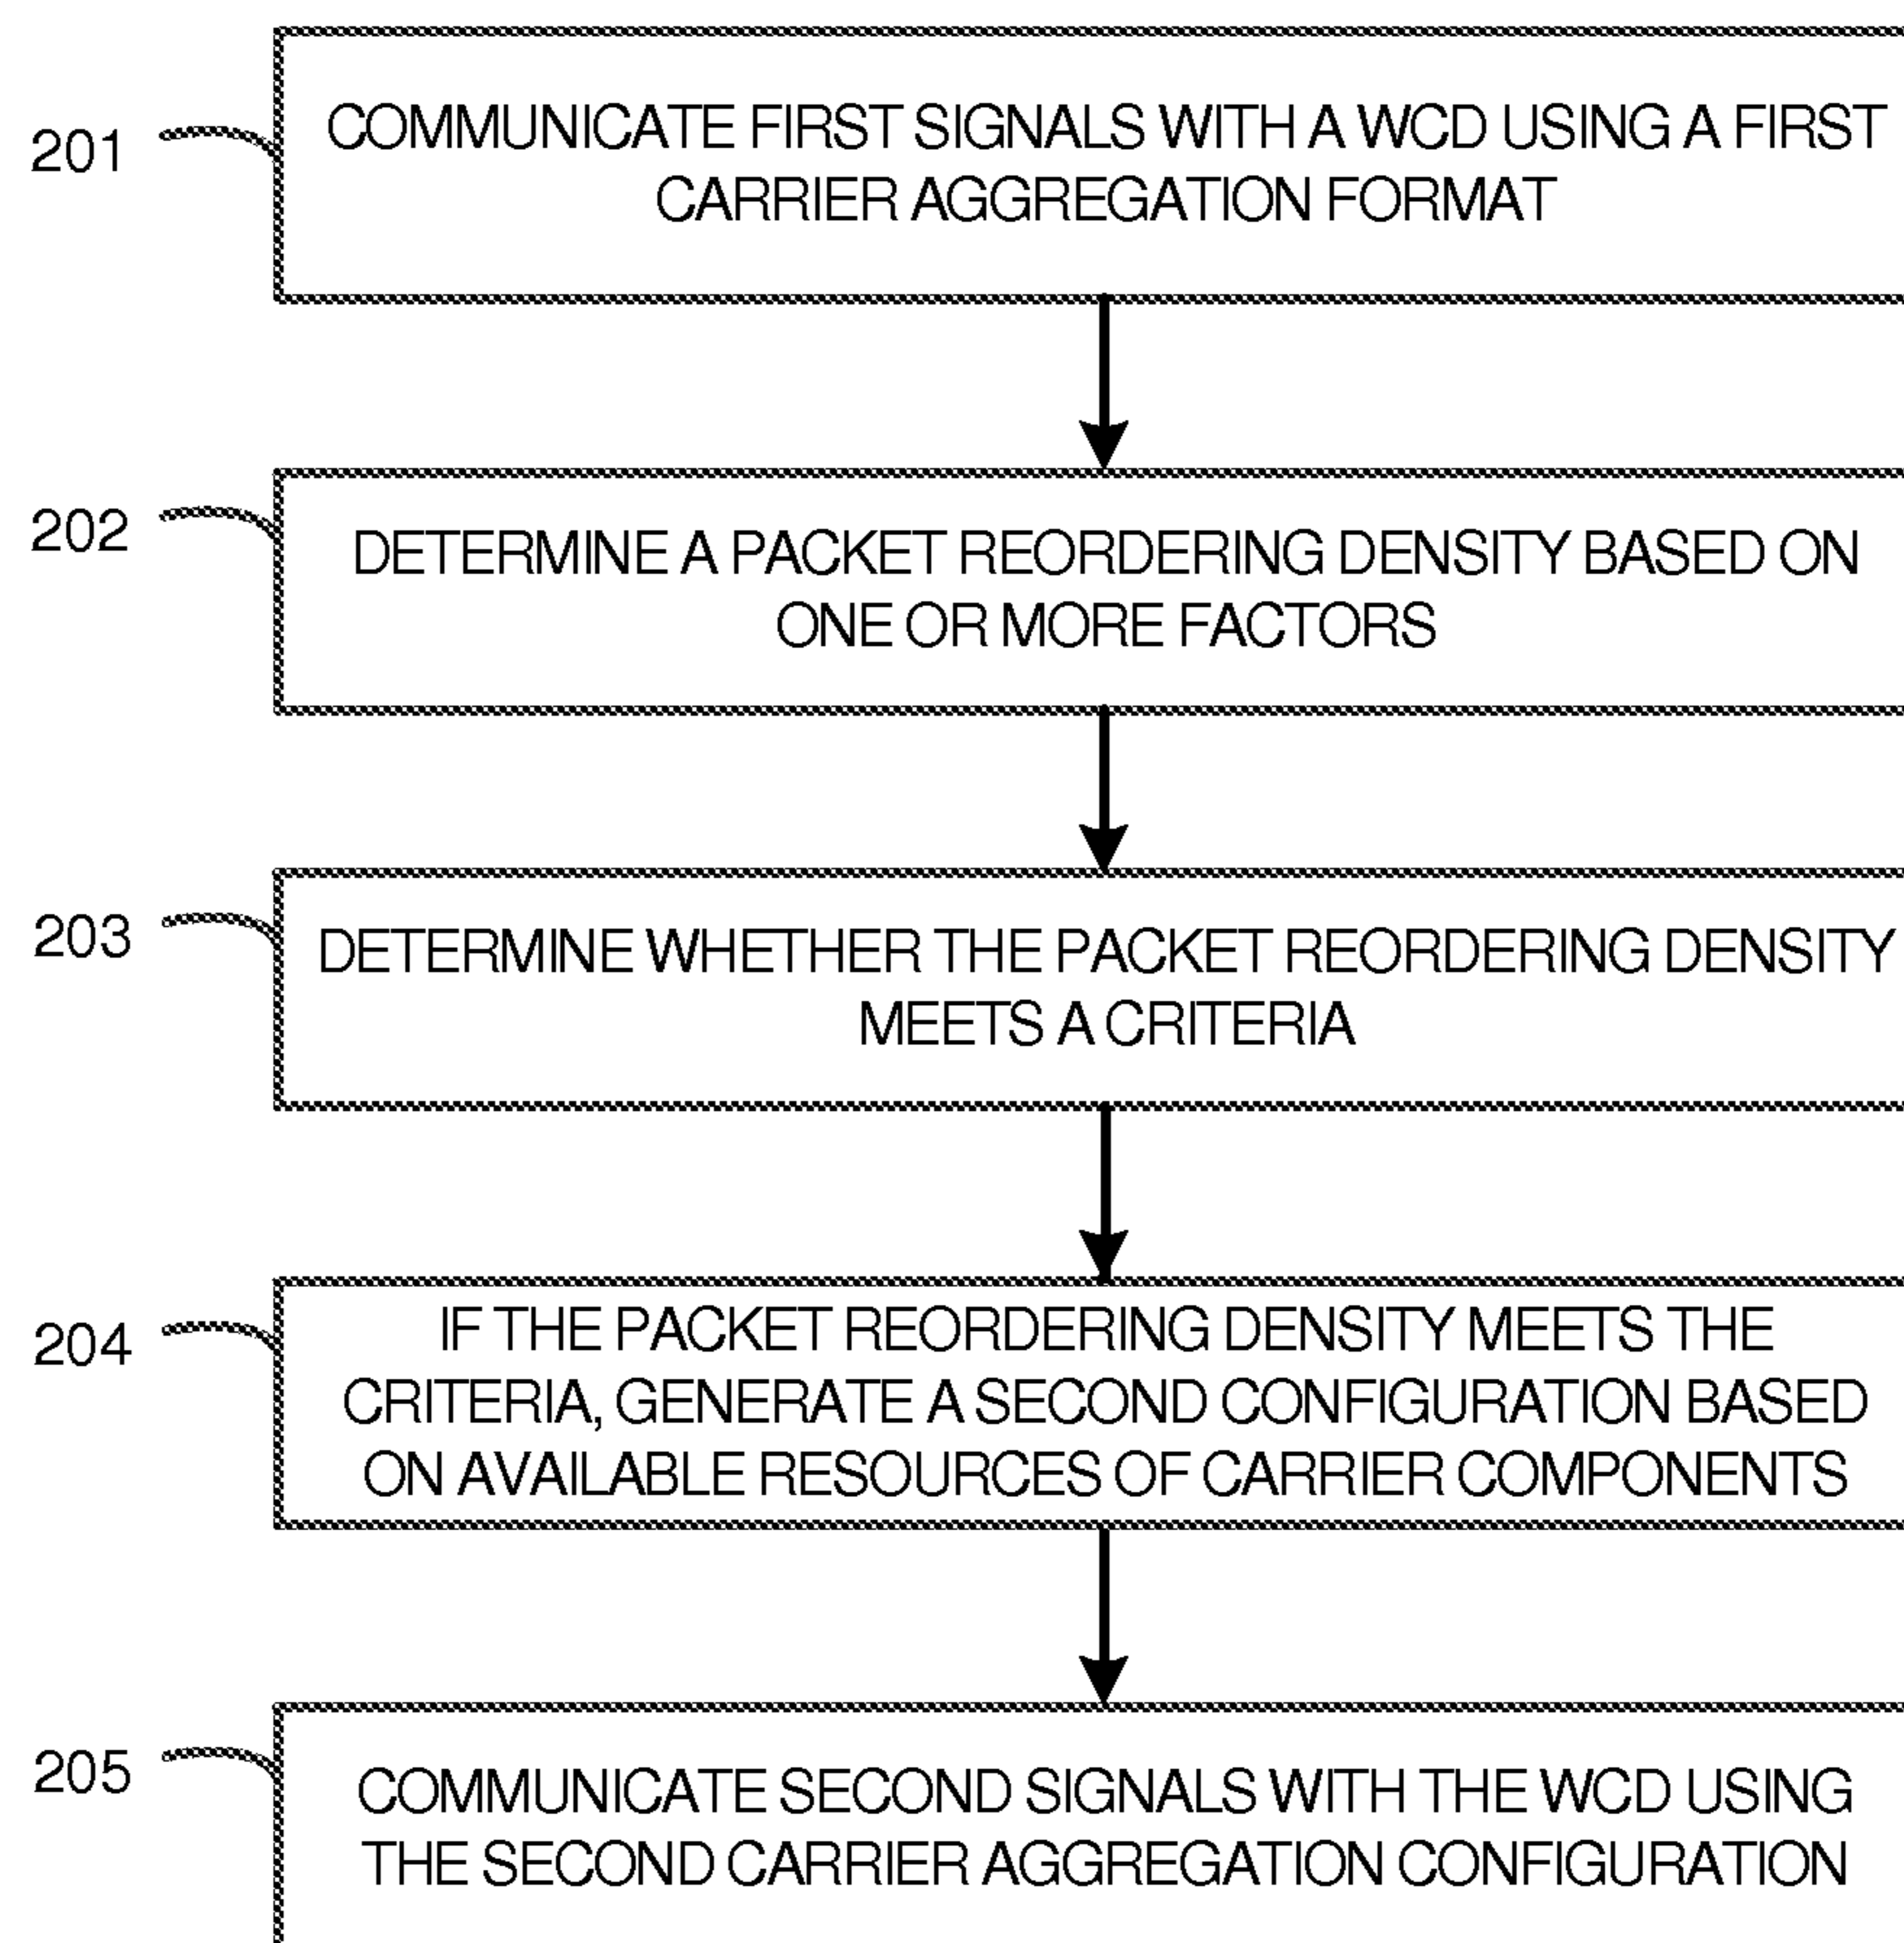 201
COMMUNICATE FIRST SIGNALS WITH A WCD USING A FIRST
CARRIER AGGREGATION FORMAT
202
DETERMINE A PACKET REORDERING DENSITY BASED ON
ONE OR MORE FACTORS
203
DETERMINE WHETHER THE PACKET REORDERING DENSITY
MEETS A CRITERIA
204
IF THE PACKET REORDERING DENSITY MEETS THE
CRITERIA, GENERATE A SECOND CONFIGURATION BASED
ON AVAILABLE RESOURCES OF CARRIER COMPONENTS
205
COMMUNICATE SECOND SIGNALS WITH THE WCD USING
THE SECOND CARRIER AGGREGATION CONFIGURATION